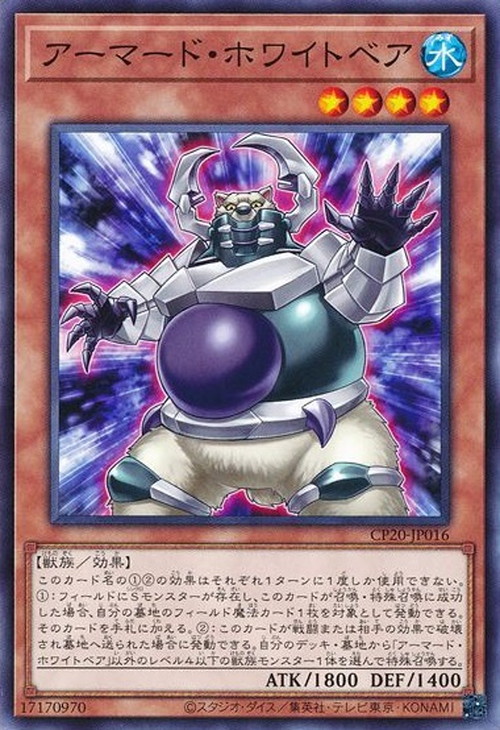 アーマード・ホワイトベア
水
CP20-JP016
【獣族/効果】
このカード名の①②の効果はそれぞれ1ターンに1度しか使用できない。
①:フィールドにSモンスターが存在し、このカードが召喚・特殊召喚に成功
した場合、自分の墓地のフィールド魔法カード1枚を対象として発動できる。
そのカードを手札に加える。②:このカードが戦闘または相手の効果で破壊
され墓地へ送られた場合に発動できる。自分のデッキ・墓地から「アーマード・
ホワイトベア」以外のレベル4以下の獣族モンスター1体を選んで特殊召喚する。
ATK/1800 DEF/1400
17170970 ©スタジオ・ダイス/集英社・テレビ東京・KONAMI